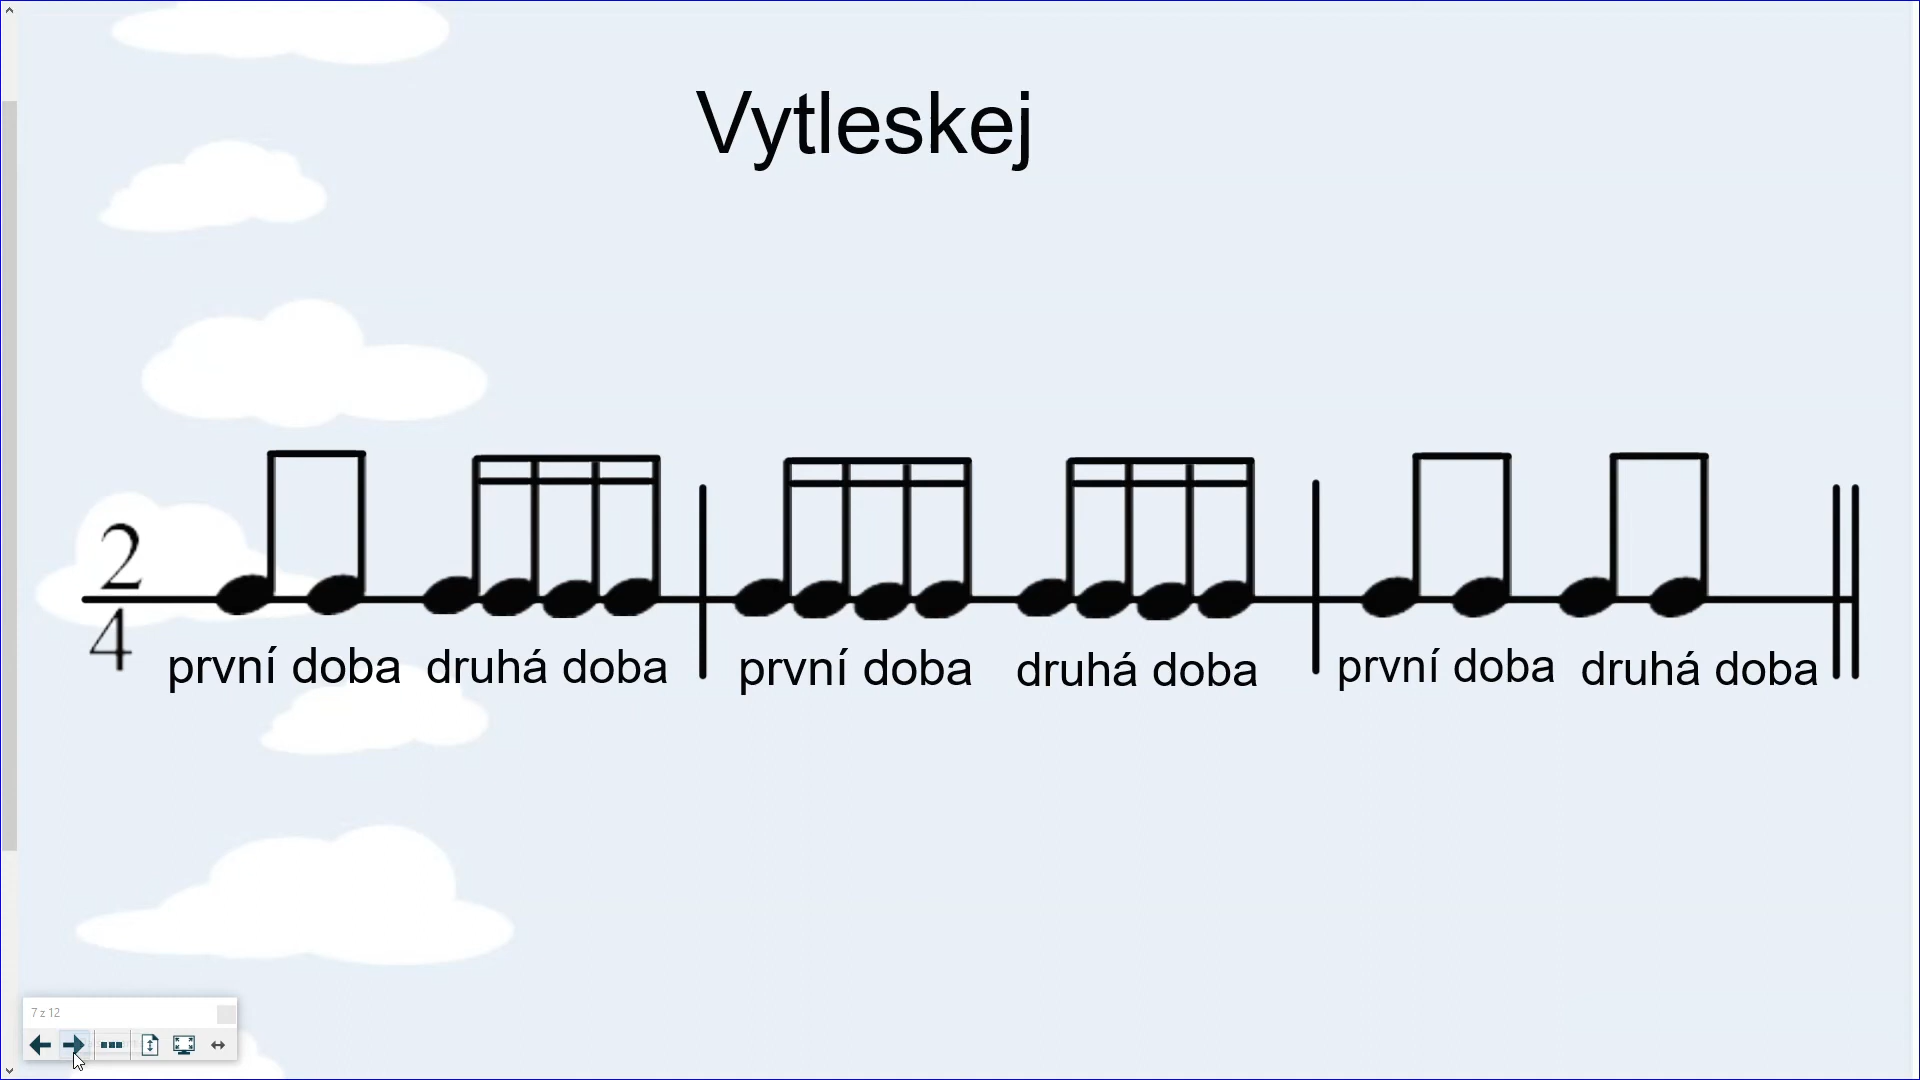 Vytleskej
2
4
první doba druhá doba první doba druhá doba první doba druhá doba
7 z 12